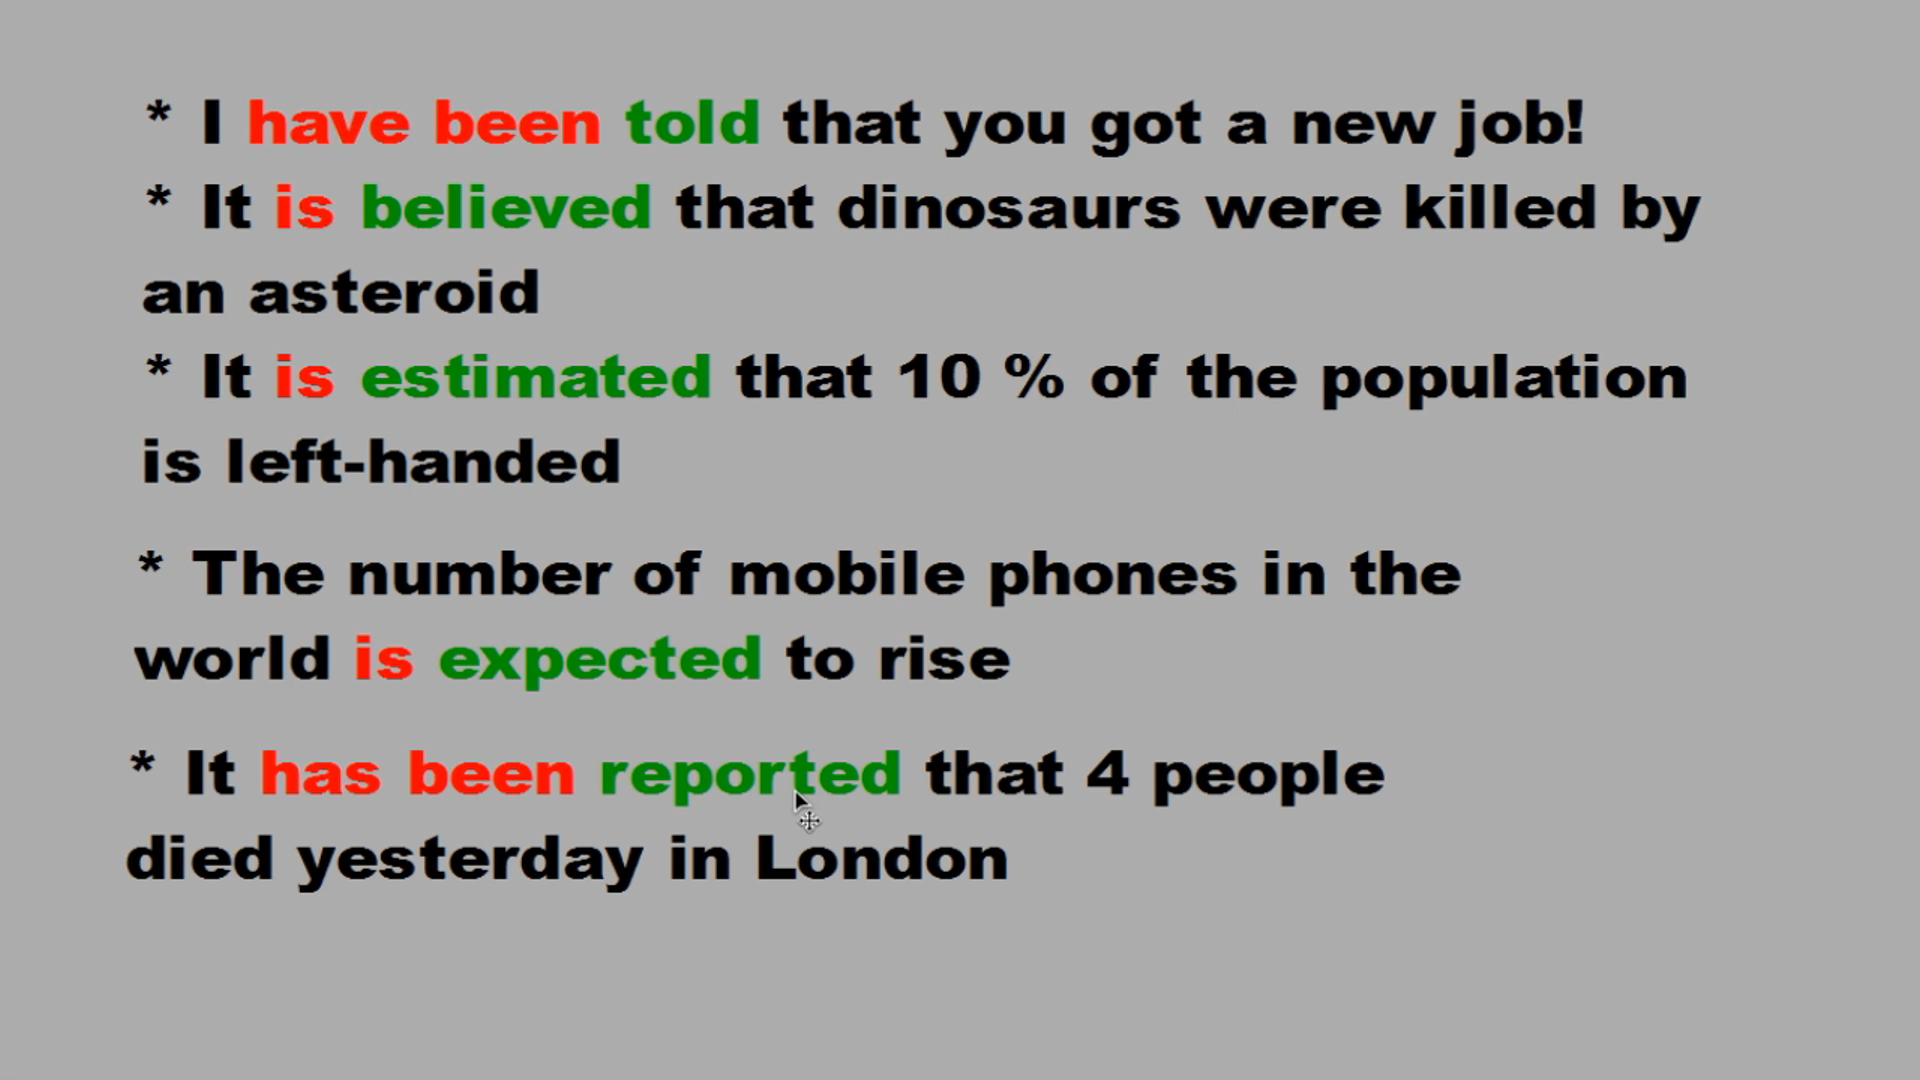 * I have been told that you got a new job!
* It is believed that dinosaurs were killed by
an asteroid
* It is estimated that 10 % of the population
is left-handed
* The number of mobile phones in the
world is expected to rise
* It has been reported that 4 people
died yesterday in London